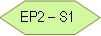 EP2 – S1